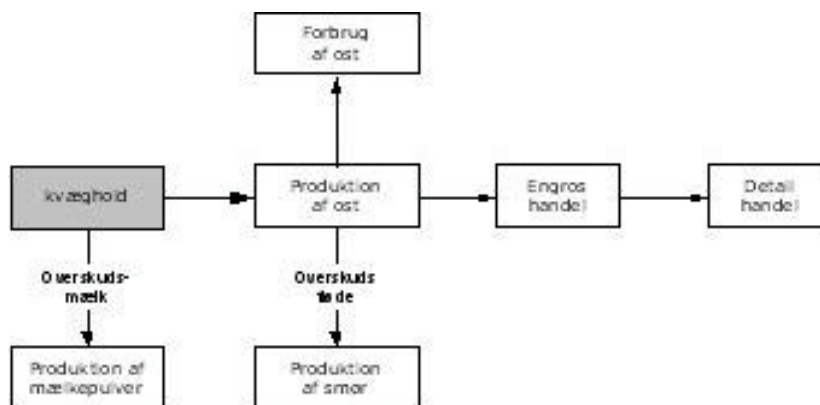 Forbrug
af ost
kvæghold
Produktion
af ost
Engros
handel
Detail
handel
Overskuds-
mælk
Overskuds
fløde
Produktion af
mælkepulver
Produktion
af smør